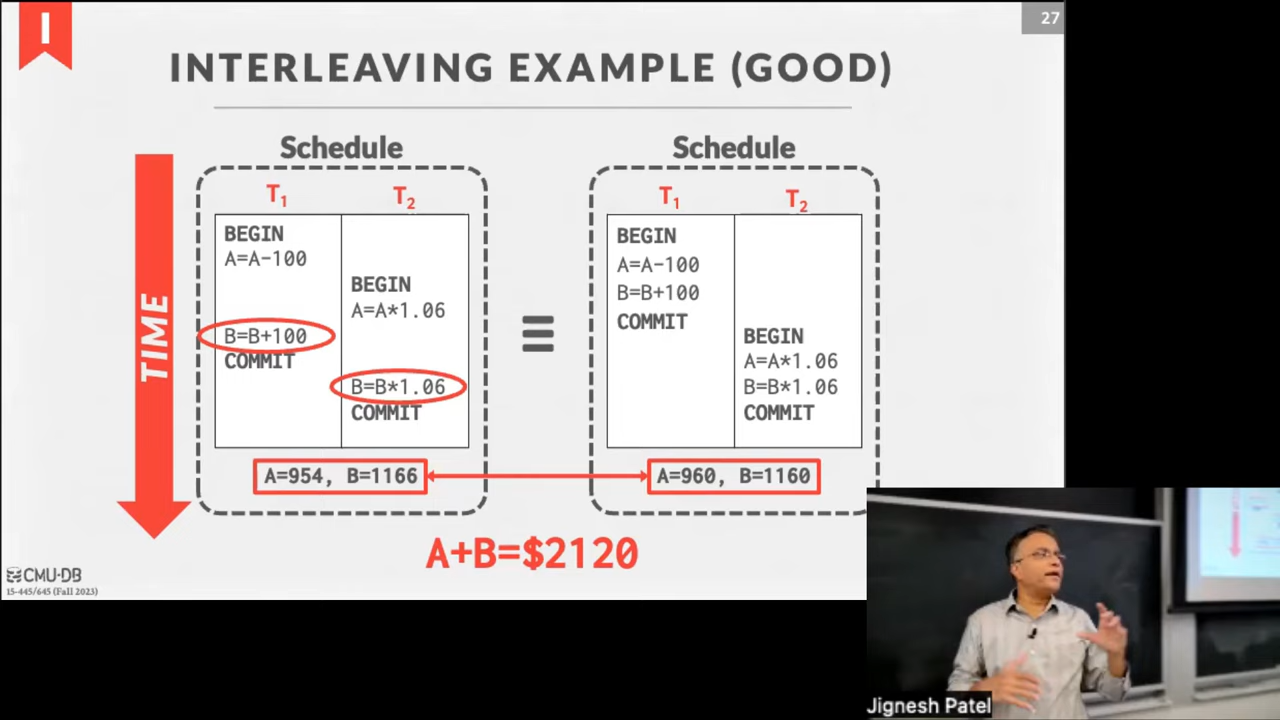 I
27
INTERLEAVING EXAMPLE (GOOD)
Schedule
T1 T2
BEGIN
A=A-100
BEGIN
A=A*1.06
B=B+100
COMMIT
B=B*1.06
COMMIT
A=954, B=1166
TIME
≡
Schedule
T1 T2
BEGIN
A=A-100
B=B+100
COMMIT
BEGIN
A=A*1.06
B=B*1.06
COMMIT
A=960, B=1160
A+B=$2120
CMU·DB
15-445/645 (Fall 2023)
Jignesh Patel